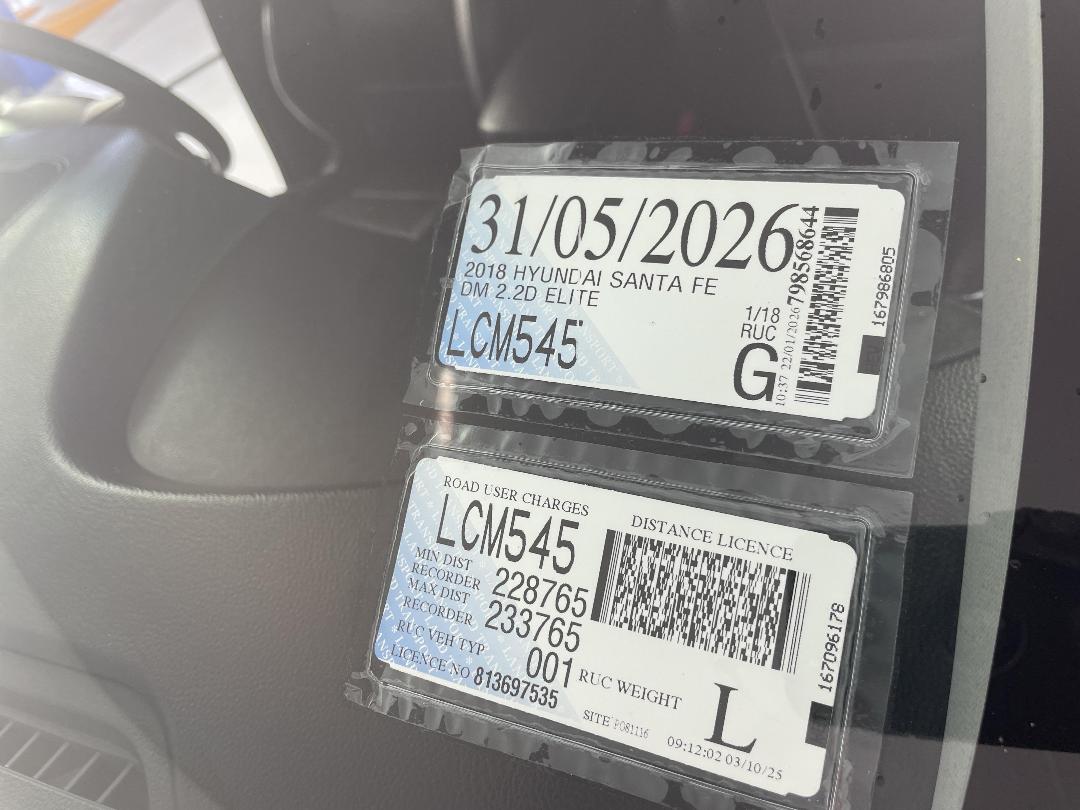 31/05/2026
2018 HYUNDAI SANTA FE
DM 2.2D ELITE
LCM545
1/18
RUC
G
10:37 22/01/2026 798568644
167986805
ROAD USER CHARGES
LCM545
DISTANCE LICENCE
MIN DIST
RECORDER 228765
MAX DIST
RECORDER 233765
RUC VEH TYP 001
RUC WEIGHT L
LICENCE NO 813697535
SITE PO81116
09:12:02 03/10/25
167096178